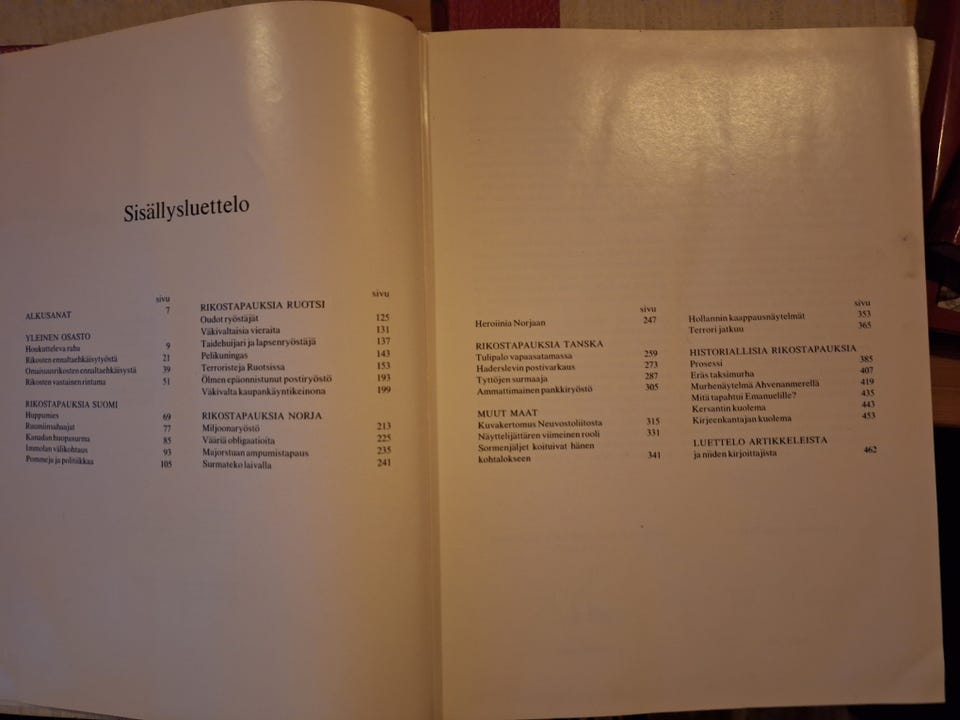 Sisällysluettelo
sivu
ALKUSANAT 7
YLEINEN OSASTO
Houkutteleva raha 9
Rikosten ennaltaehkäisytyöstä 21
Omaisuusrikosten ennaltaehkäisystä 39
Rikosten vastainen rintama 51
RIKOSTAPAUKSIA SUOMI
Huppumies 69
Ruumiinsahaajat 77
Kanadan huopasurma 85
Immolan välikohtaus 93
Pommeja ja politiikkaa 105
sivu
RIKOSTAPAUKSIA RUOTSI
Oudot ryöstäjät 125
Väkivaltaisia vieraita 131
Taidehuijari ja lapsenryöstäjä 137
Pelikuningas 143
Terroristeja Ruotsissa 153
Ölmen epäonnistunut postiryöstö 193
Väkivalta kaupankäyntikeinona 199
RIKOSTAPAUKSIA NORJA
Miljoonaryöstö 213
Vääriä obligaatioita 225
Majorstuan ampumistapaus 235
Surmateko laivalla 241
sivu
Heroiinia Norjaan 247
RIKOSTAPAUKSIA TANSKA
Tulipalo vapaasatamassa 259
Haderslevin postivarkaus 273
Tyttöjen surmaaja 287
Ammattimainen pankkiryöstö 305
MUUT MAAT
Kuvakertomus Neuvostoliitosta 315
Näyttelijättären viimeinen rooli 331
Sormenjäljet koituivat hänen
kohtalokseen 341
sivu
Hollannin kaappausnäytelmät 353
Terrori jatkuu 365
HISTORIALLISIA RIKOSTAPAUKSIA
Prosessi 385
Eräs taksimurha 407
Murhenäytelmä Ahvenanmerellä 419
Mitä tapahtui Emanuelille? 435
Kersantin kuolema 443
Kirjeenkantajan kuolema 453
LUETTELO ARTIKKELEISTA
ja niiden kirjoittajista 462